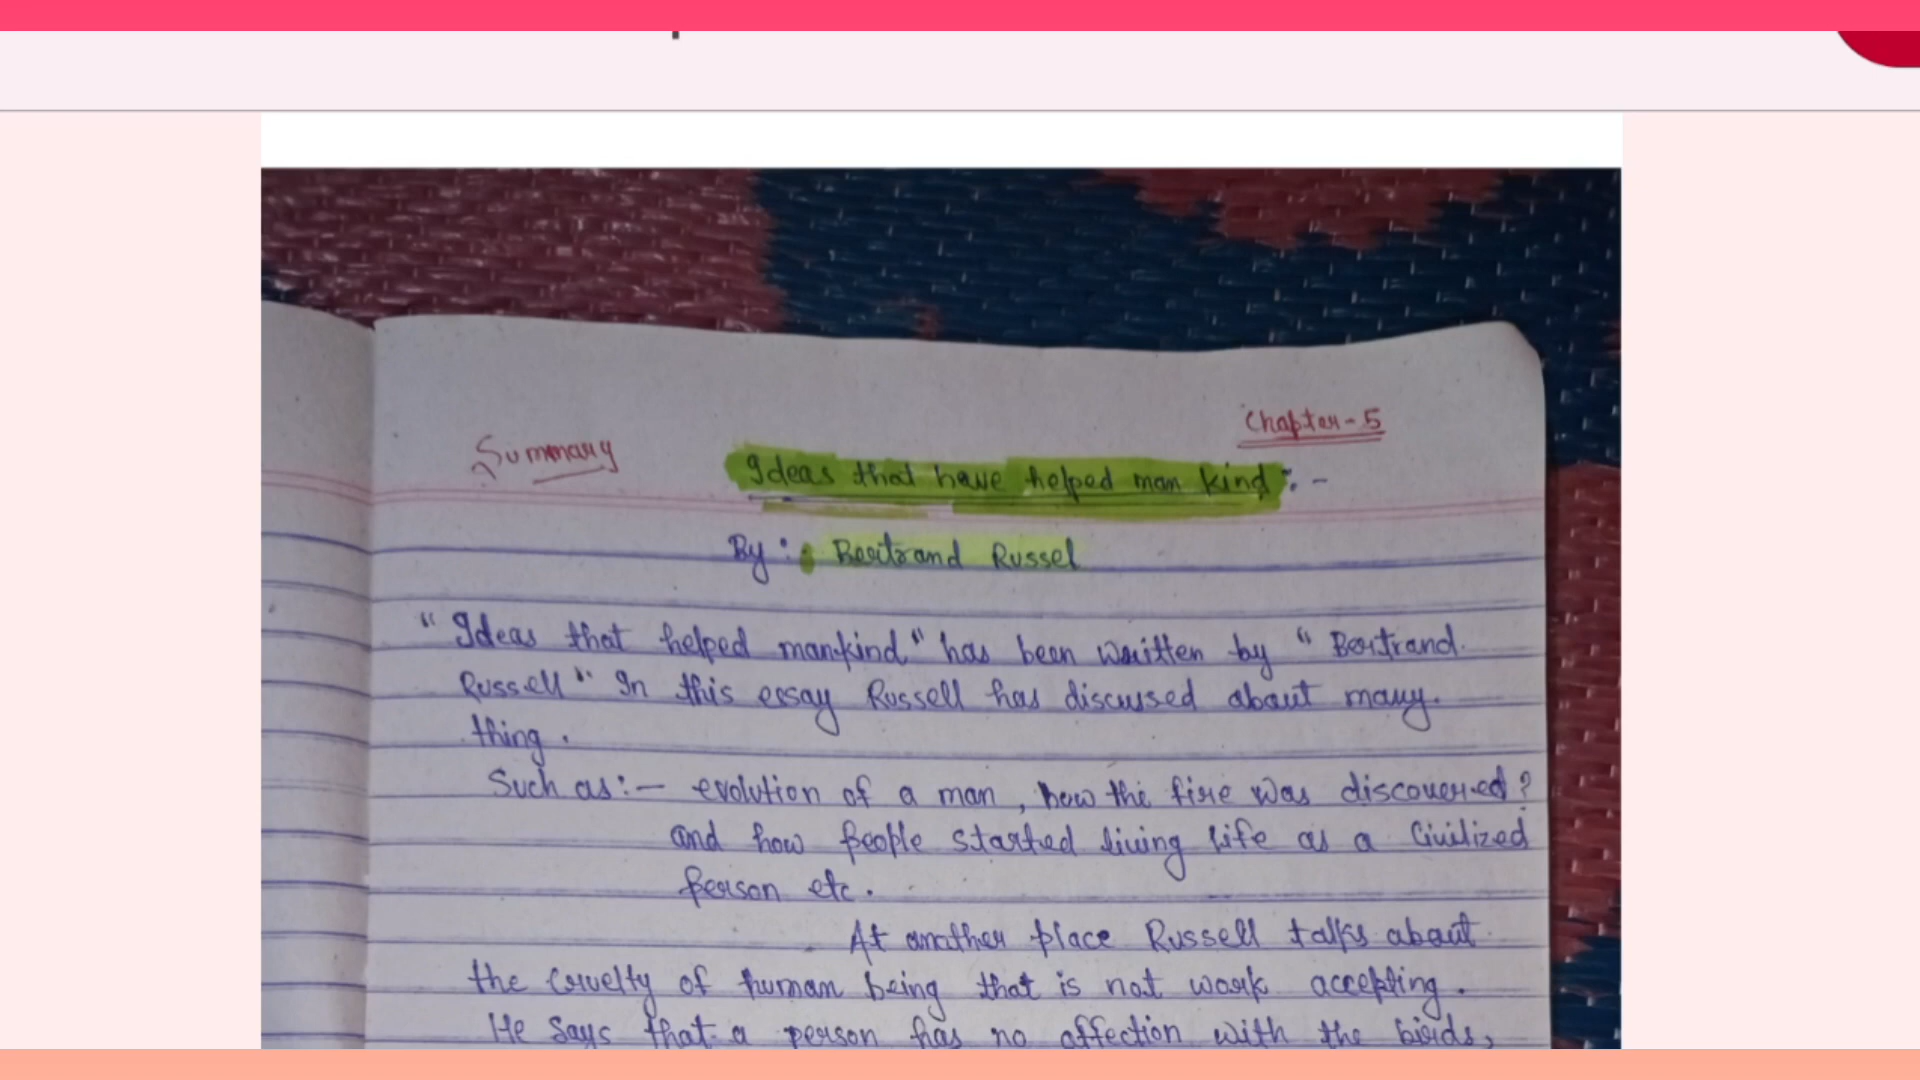 Chapter-5
Summary
Ideas that have helped man kind :-
By : Bertrand Russel
"Ideas that helped mankind" has been written by "Bertrand
Russell" In this essay Russell has discussed about many
thing.
Such as:- evolution of a man, how the fire was discovered?
and how people started living life as a Civilized
person etc.
At another place Russell talks about
the cruelty of human being that is not work accepting.
He says that a person has no affection with the birds,